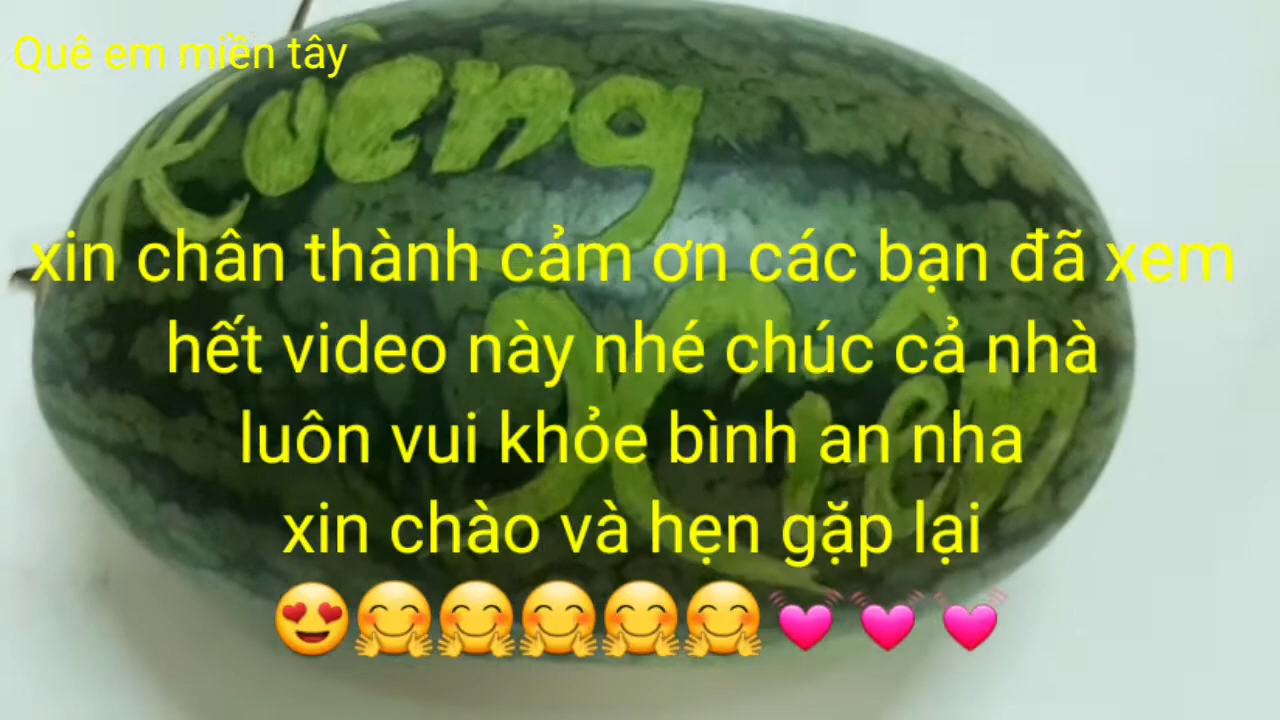 Quê em miền tây
xin chân thành cảm ơn các bạn đã xem
hết video này nhé chúc cả nhà
luôn vui khỏe bình an nha
xin chào và hẹn gặp lại
😍🤗🤗🤗🤗🤗💓💓💓